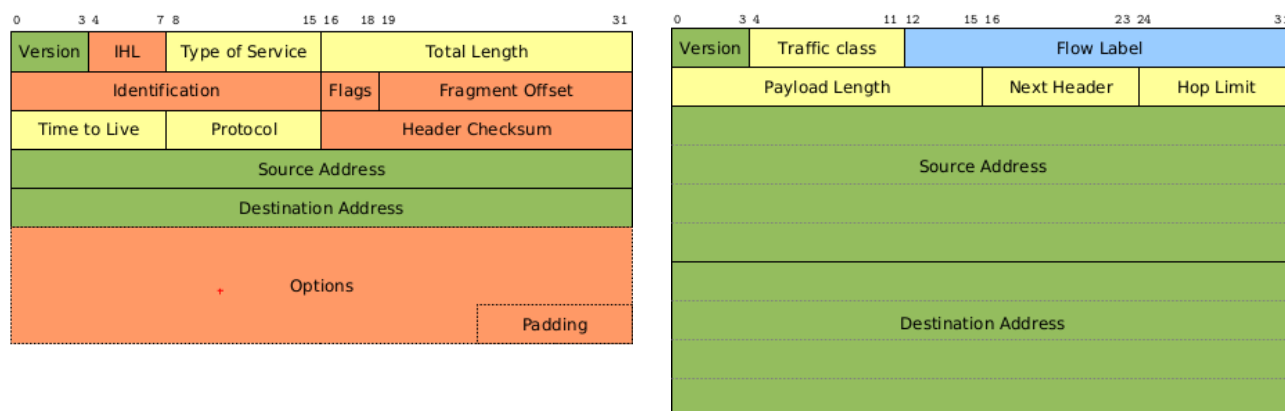 0 3 4 7 8 15 16 18 19 31
Version IHL Type of Service Total Length
Identification Flags Fragment Offset
Time to Live Protocol Header Checksum
Source Address
Destination Address
Options
Padding
0 3 4 11 12 15 16 23 24 31
Version Traffic class Flow Label
Payload Length Next Header Hop Limit
Source Address
Destination Address